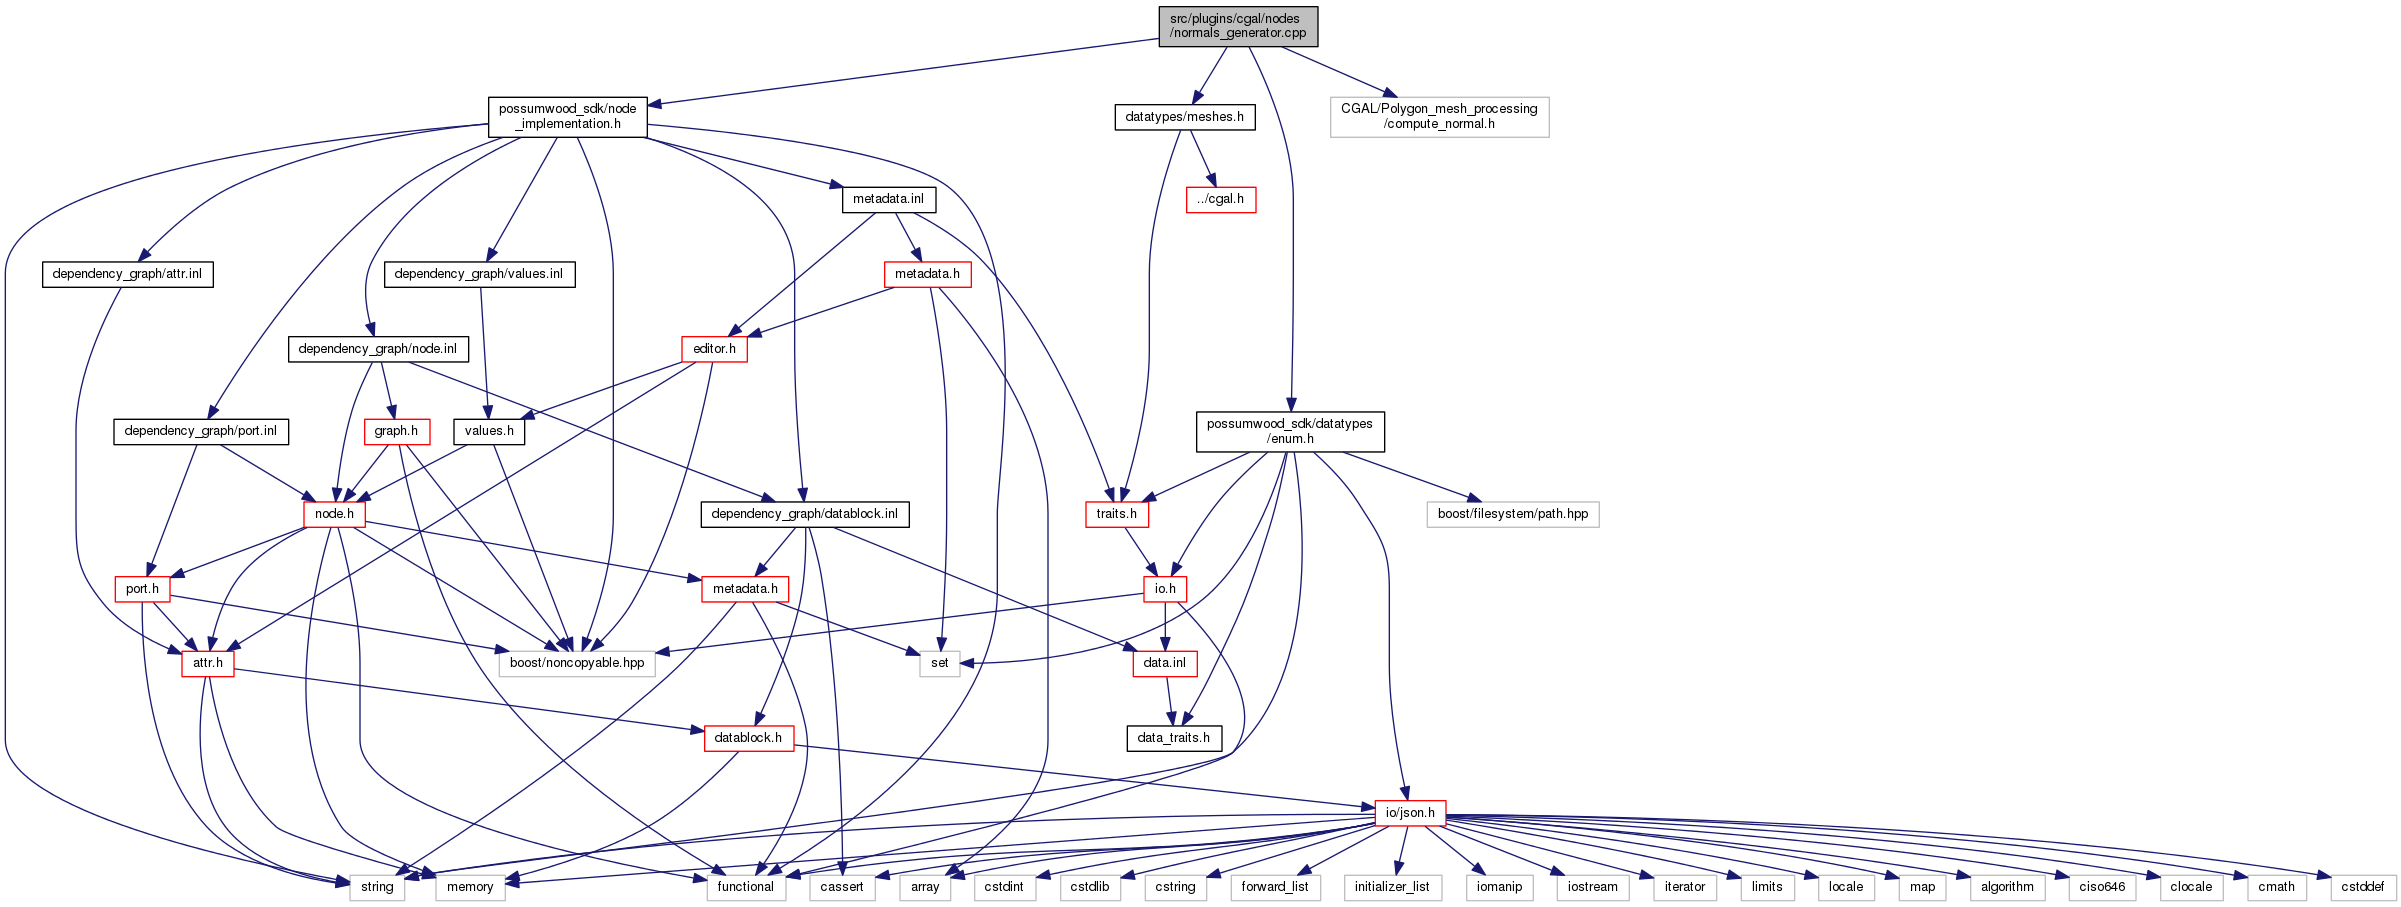 src/plugins/cgal/nodes
/normals_generator.cpp
possumwood_sdk/node
_implementation.h
datatypes/meshes.h
CGAL/Polygon_mesh_processing
/compute_normal.h
metadata.inl
../cgal.h
dependency_graph/attr.inl
dependency_graph/values.inl
metadata.h
dependency_graph/node.inl
editor.h
dependency_graph/port.inl
graph.h
values.h
possumwood_sdk/datatypes
/enum.h
node.h
dependency_graph/datablock.inl
traits.h
boost/filesystem/path.hpp
port.h
metadata.h
io.h
attr.h
boost/noncopyable.hpp
set
data.inl
datablock.h
data_traits.h
io/json.h
string
memory
functional
cassert
array
cstdint
cstdlib
cstring
forward_list
initializer_list
iomanip
iostream
iterator
limits
locale
map
algorithm
ciso646
clocale
cmath
cstddef